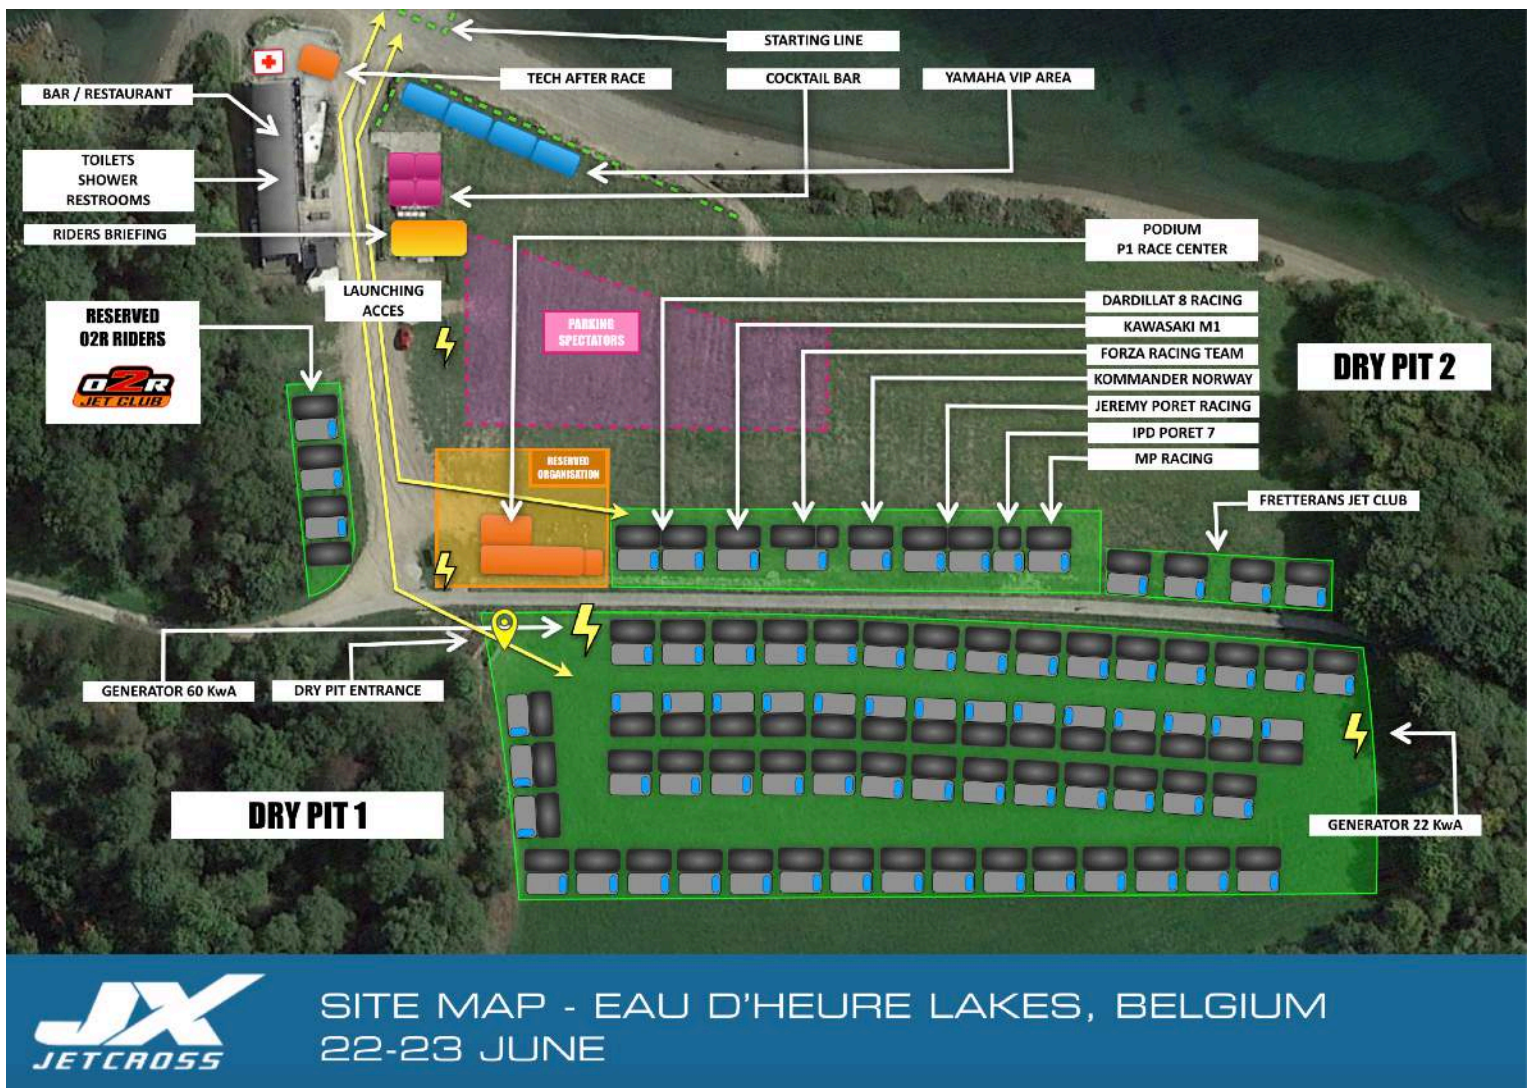 STARTING LINE
TECH AFTER RACE
COCKTAIL BAR
YAMAHA VIP AREA
BAR / RESTAURANT
TOILETS
SHOWER
RESTROOMS
RIDERS BRIEFING
PODIUM
P1 RACE CENTER
LAUNCHING
ACCES
RESERVED
O2R RIDERS
O2R
JET CLUB
PARKING
SPECTATORS
DARDILLAT 8 RACING
KAWASAKI M1
FORZA RACING TEAM
KOMMANDER NORWAY
JEREMY PORET RACING
IPD PORET 7
MP RACING
DRY PIT 2
RESERVED
ORGANISATION
FRETTERANS JET CLUB
GENERATOR 60 KwA
DRY PIT ENTRANCE
DRY PIT 1
GENERATOR 22 KwA
JX
JETCROSS
SITE MAP - EAU D'HEURE LAKES, BELGIUM
22-23 JUNE